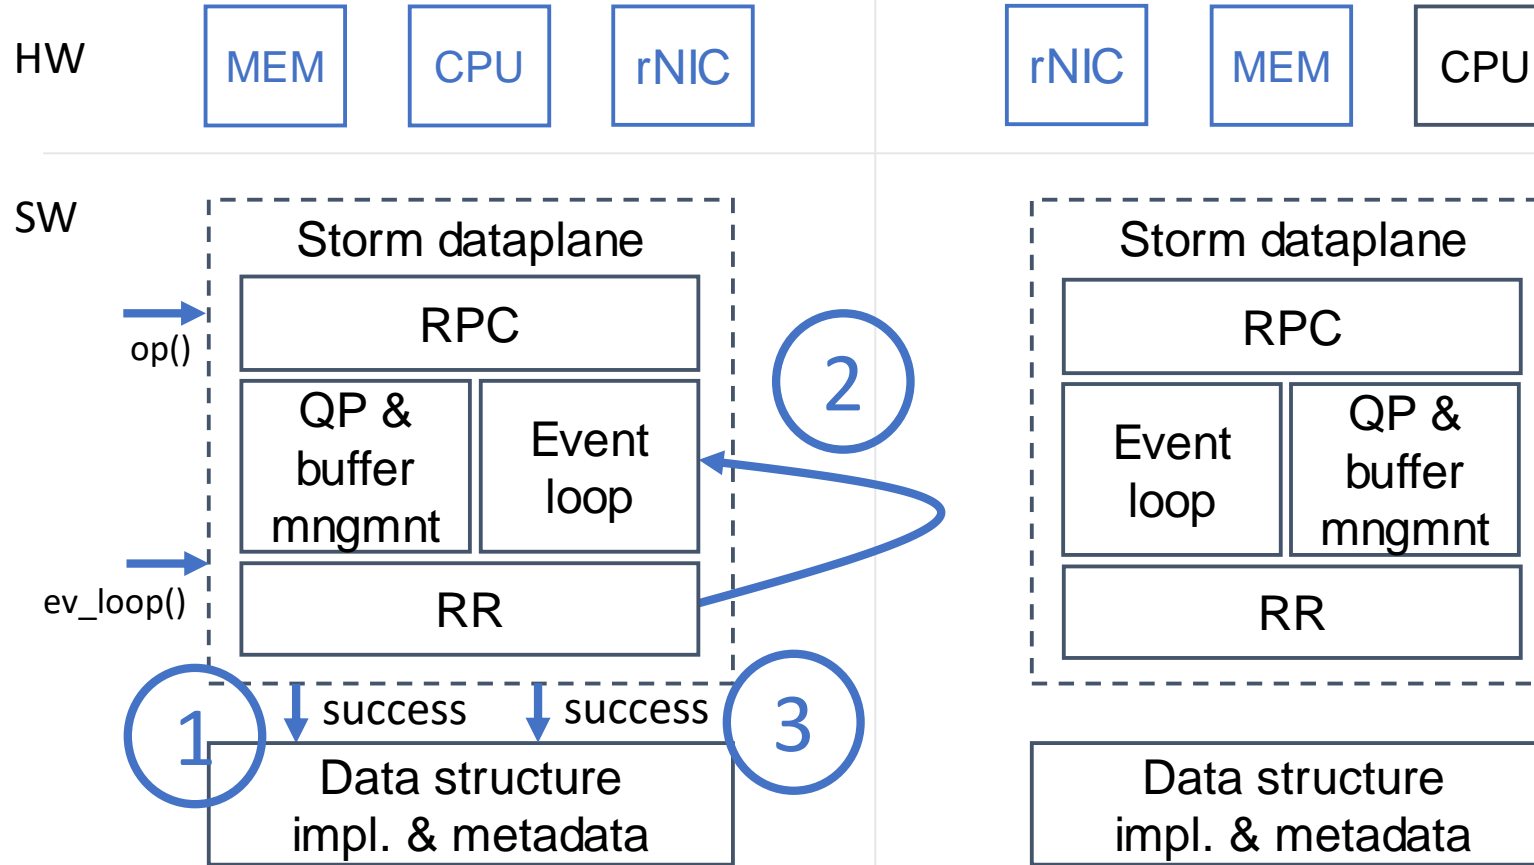 HW
MEM
CPU
rNIC
rNIC
MEM
CPU
SW
Storm dataplane
RPC
QP &
buffer
mngmnt
Event
loop
RR
op()
ev_loop()
2
1
success
success
3
Data structure
impl. & metadata
Storm dataplane
RPC
Event
loop
QP &
buffer
mngmnt
RR
Data structure
impl. & metadata